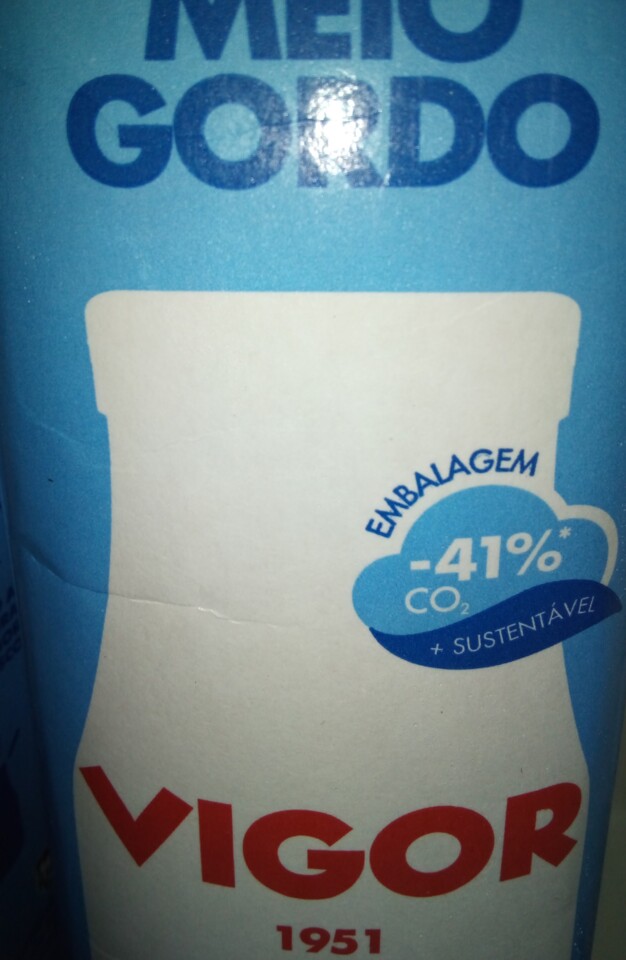 MEIO
GORDO
EMBALAGEM
-41%*
CO₂
+ SUSTENTÁVEL
VIGOR
1951